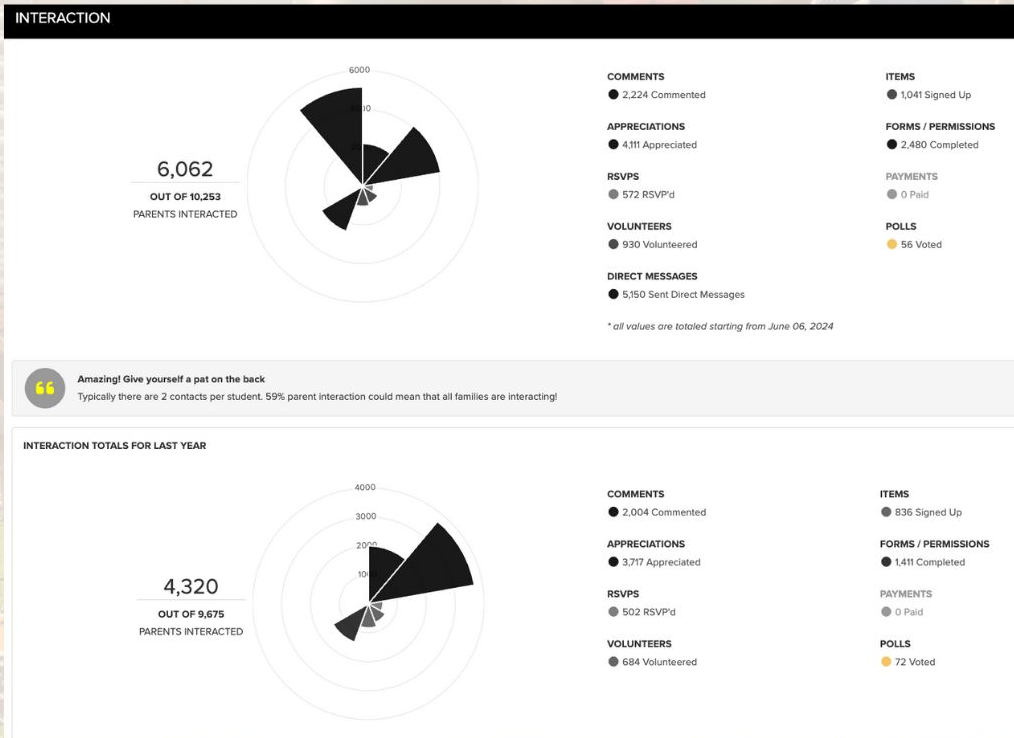 INTERACTION
6000
6,062
OUT OF 10,253
PARENTS INTERACTED
COMMENTS
2,224 Commented
APPRECIATIONS
4,111 Appreciated
RSVPS
572 RSVP'd
VOLUNTEERS
930 Volunteered
DIRECT MESSAGES
5,150 Sent Direct Messages
* all values are totaled starting from June 06, 2024
ITEMS
1,041 Signed Up
FORMS / PERMISSIONS
2,480 Completed
PAYMENTS
0 Paid
POLLS
56 Voted
Amazing! Give yourself a pat on the back
Typically there are 2 contacts per student. 59% parent interaction could mean that all families are interacting!
INTERACTION TOTALS FOR LAST YEAR
4000
3000
2000
4,320
OUT OF 9,675
PARENTS INTERACTED
COMMENTS
2,004 Commented
APPRECIATIONS
3,717 Appreciated
RSVPS
502 RSVP'd
VOLUNTEERS
684 Volunteered
ITEMS
836 Signed Up
FORMS / PERMISSIONS
1,411 Completed
PAYMENTS
0 Paid
POLLS
72 Voted